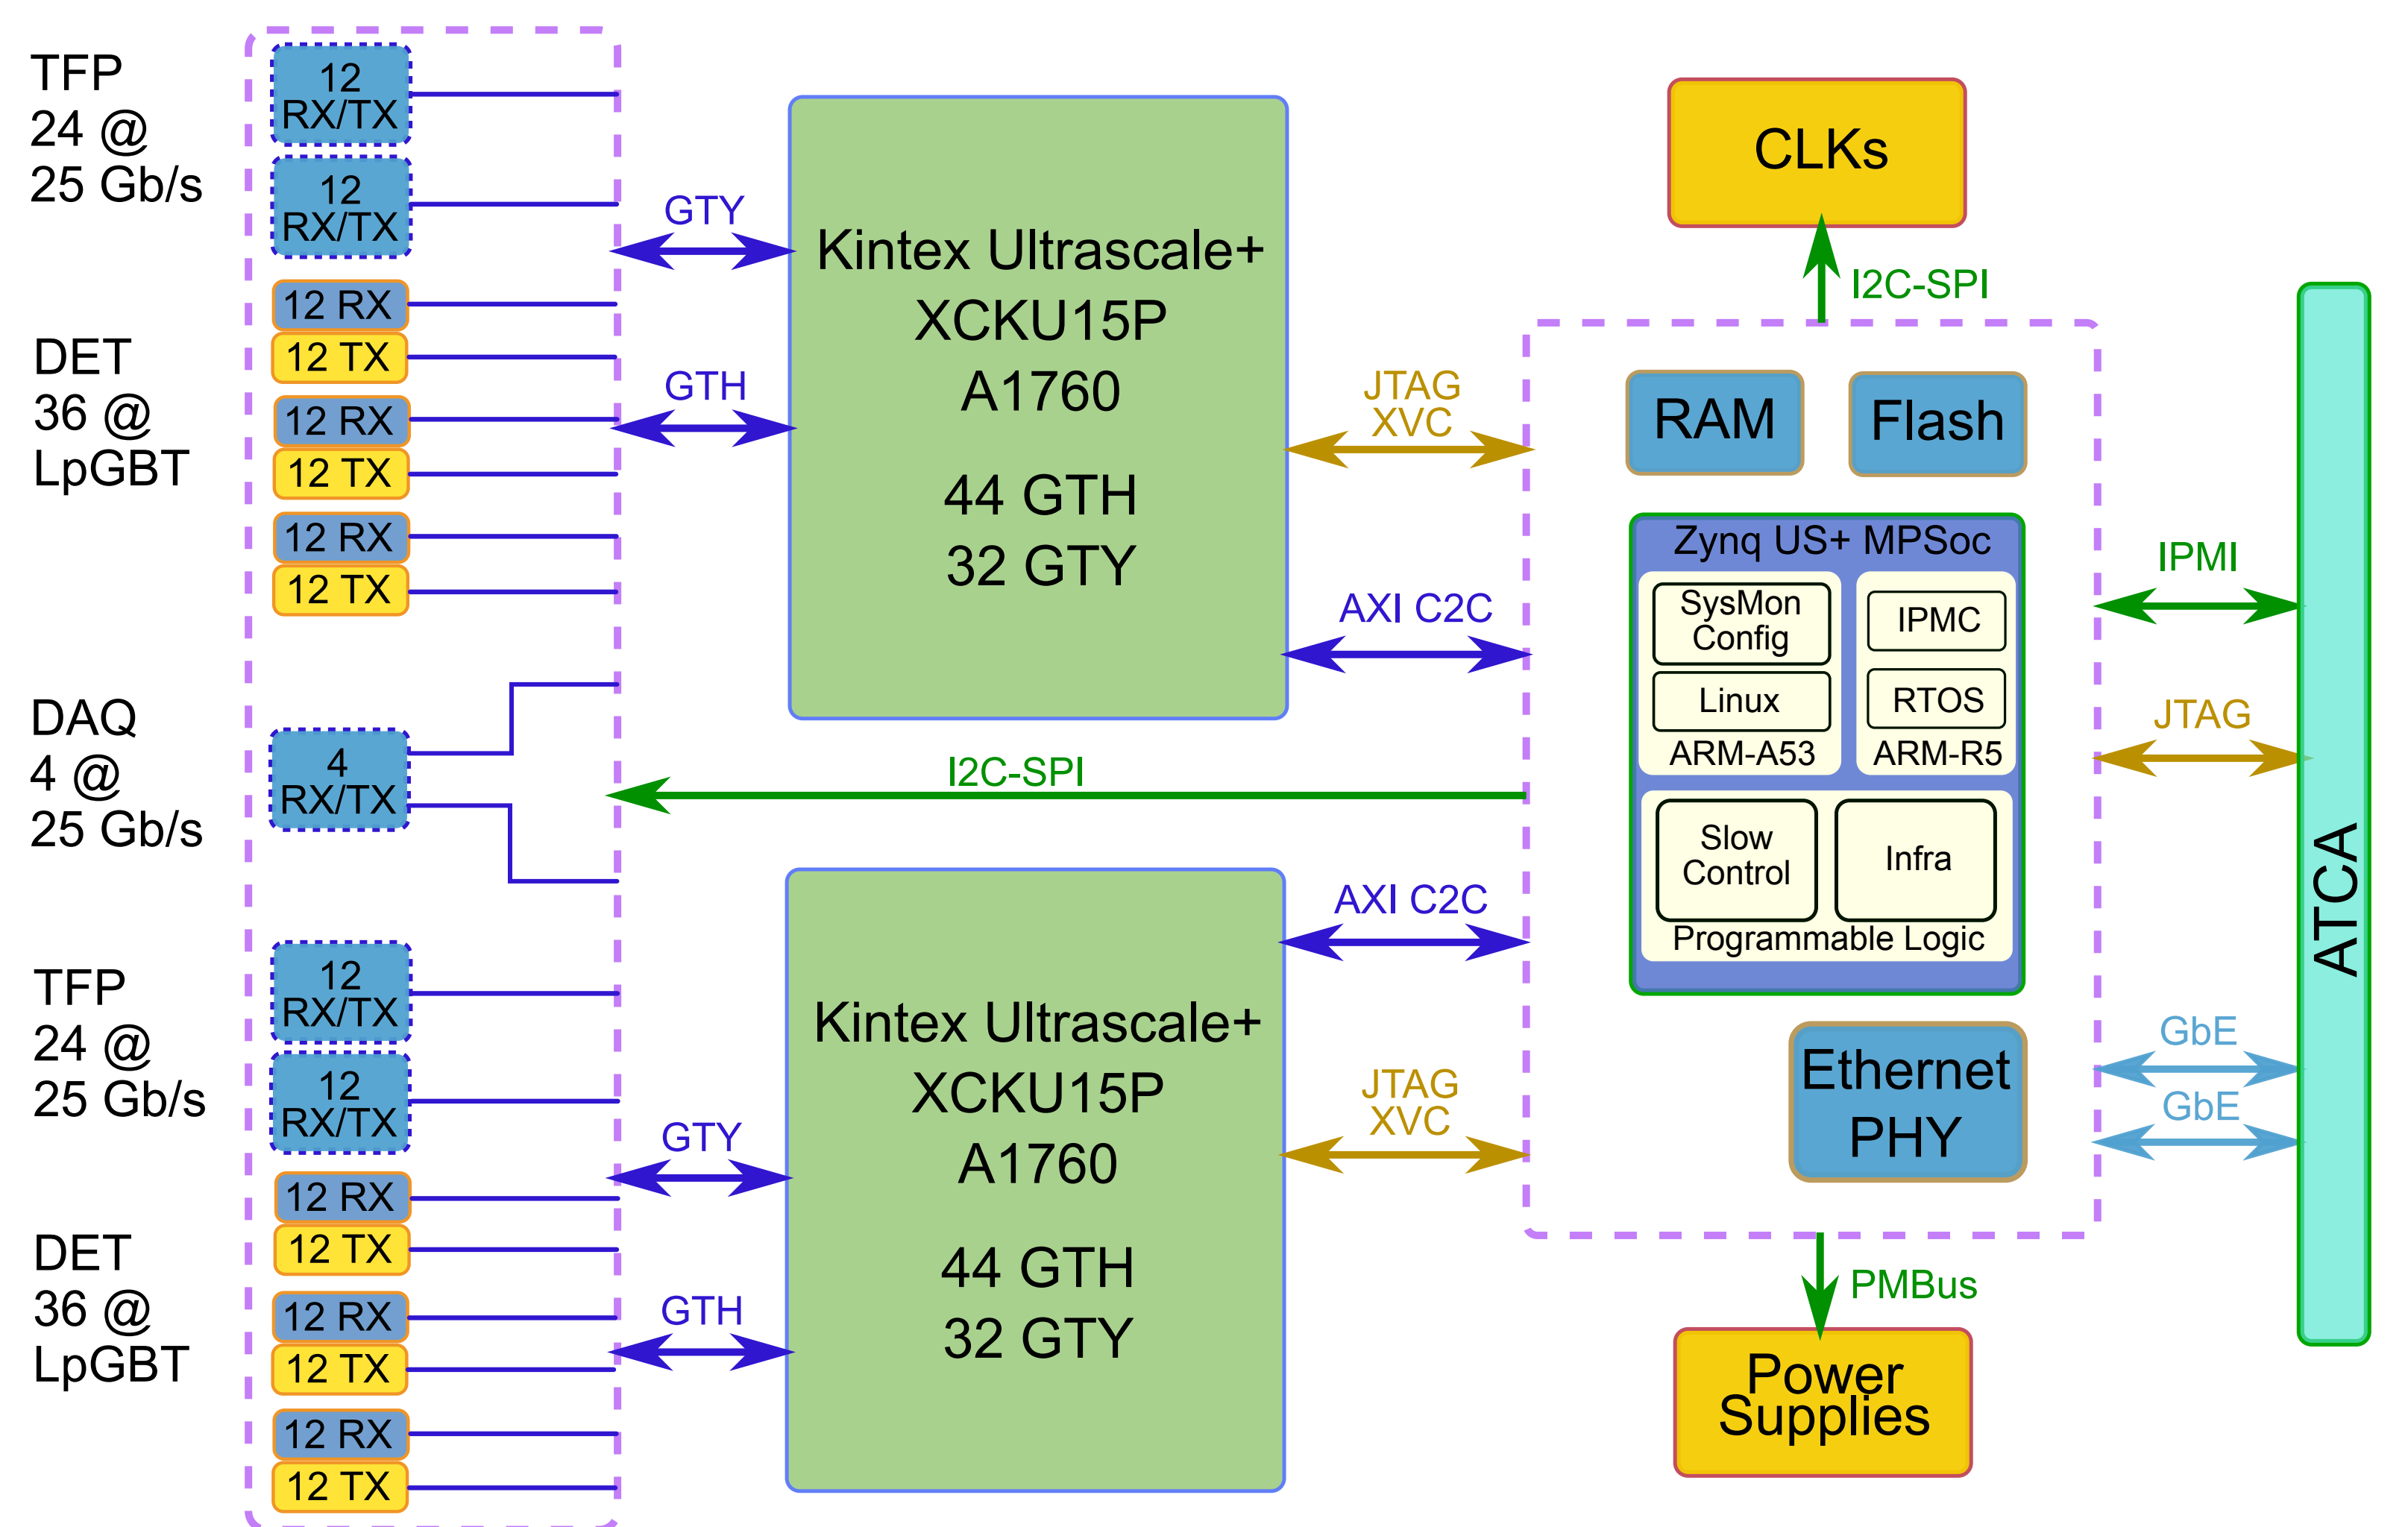 TFP
24 @
25 Gb/s
12
RX/TX
12
RX/TX
DET
36 @
LpGBT
12 RX
12 TX
12 RX
12 TX
12 RX
12 TX
DAQ
4 @
25 Gb/s
4
RX/TX
TFP
24 @
25 Gb/s
12
RX/TX
12
RX/TX
DET
36 @
LpGBT
12 RX
12 TX
12 RX
12 TX
12 RX
12 TX
GTY
GTH
Kintex Ultrascale+
XCKU15P
A1760
44 GTH
32 GTY
JTAG
XVC
AXI C2C
I2C-SPI
GTY
GTH
Kintex Ultrascale+
XCKU15P
A1760
44 GTH
32 GTY
AXI C2C
JTAG
XVC
CLKs
I2C-SPI
RAM
Flash
Zynq US+ MPSoc
SysMon
Config
Linux
ARM-A53
IPMC
RTOS
ARM-R5
Slow
Control
Infra
Programmable Logic
Ethernet
PHY
PMBus
Power
Supplies
IPMI
JTAG
GbE
GbE
ATCA